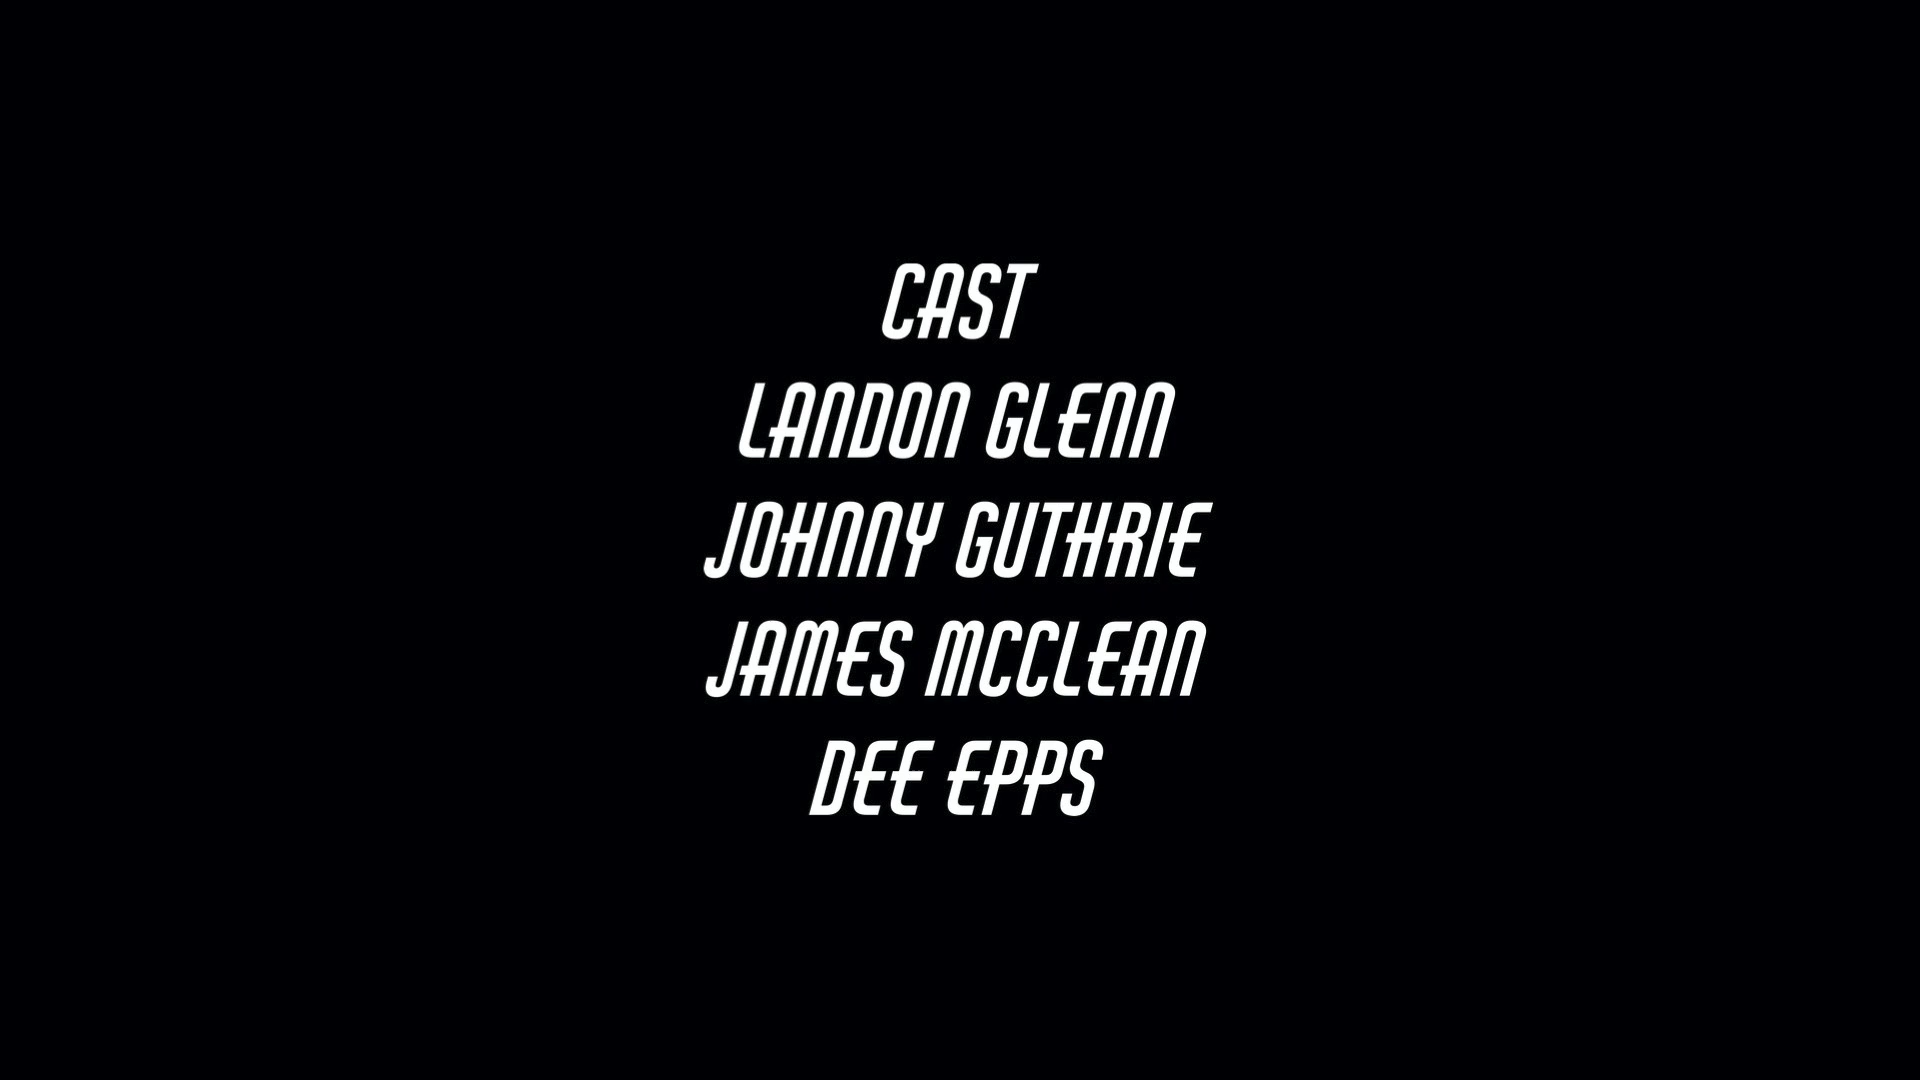 CAST
LANDON GLENN
JOHNNY GUTHRIE
JAMES MCCLEAN
DEE EPPS